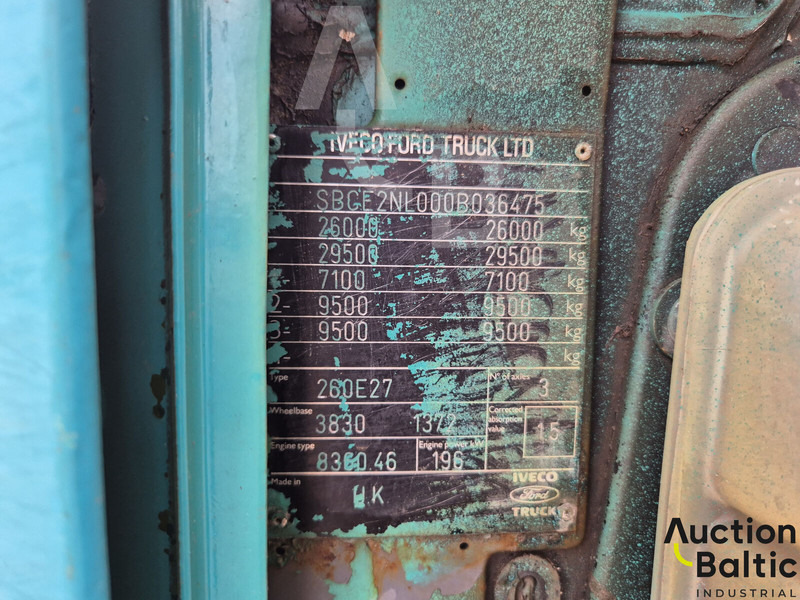 IVECO FORD TRUCK LTD
SBCE2NL000B036475
26000 26000 kg
29500 29500 kg
1- 7100 7100 kg
2- 9500 9500 kg
3- 9500 9500 kg
kg
Type 260E27 Nº of axles 3
Wheelbase 3830 1372 Corrected absorption value 15
Engine type 8360.46 Engine power kW 196
Made in UK
IVECO
Ford
TRUCK
Auction
Baltic
INDUSTRIAL